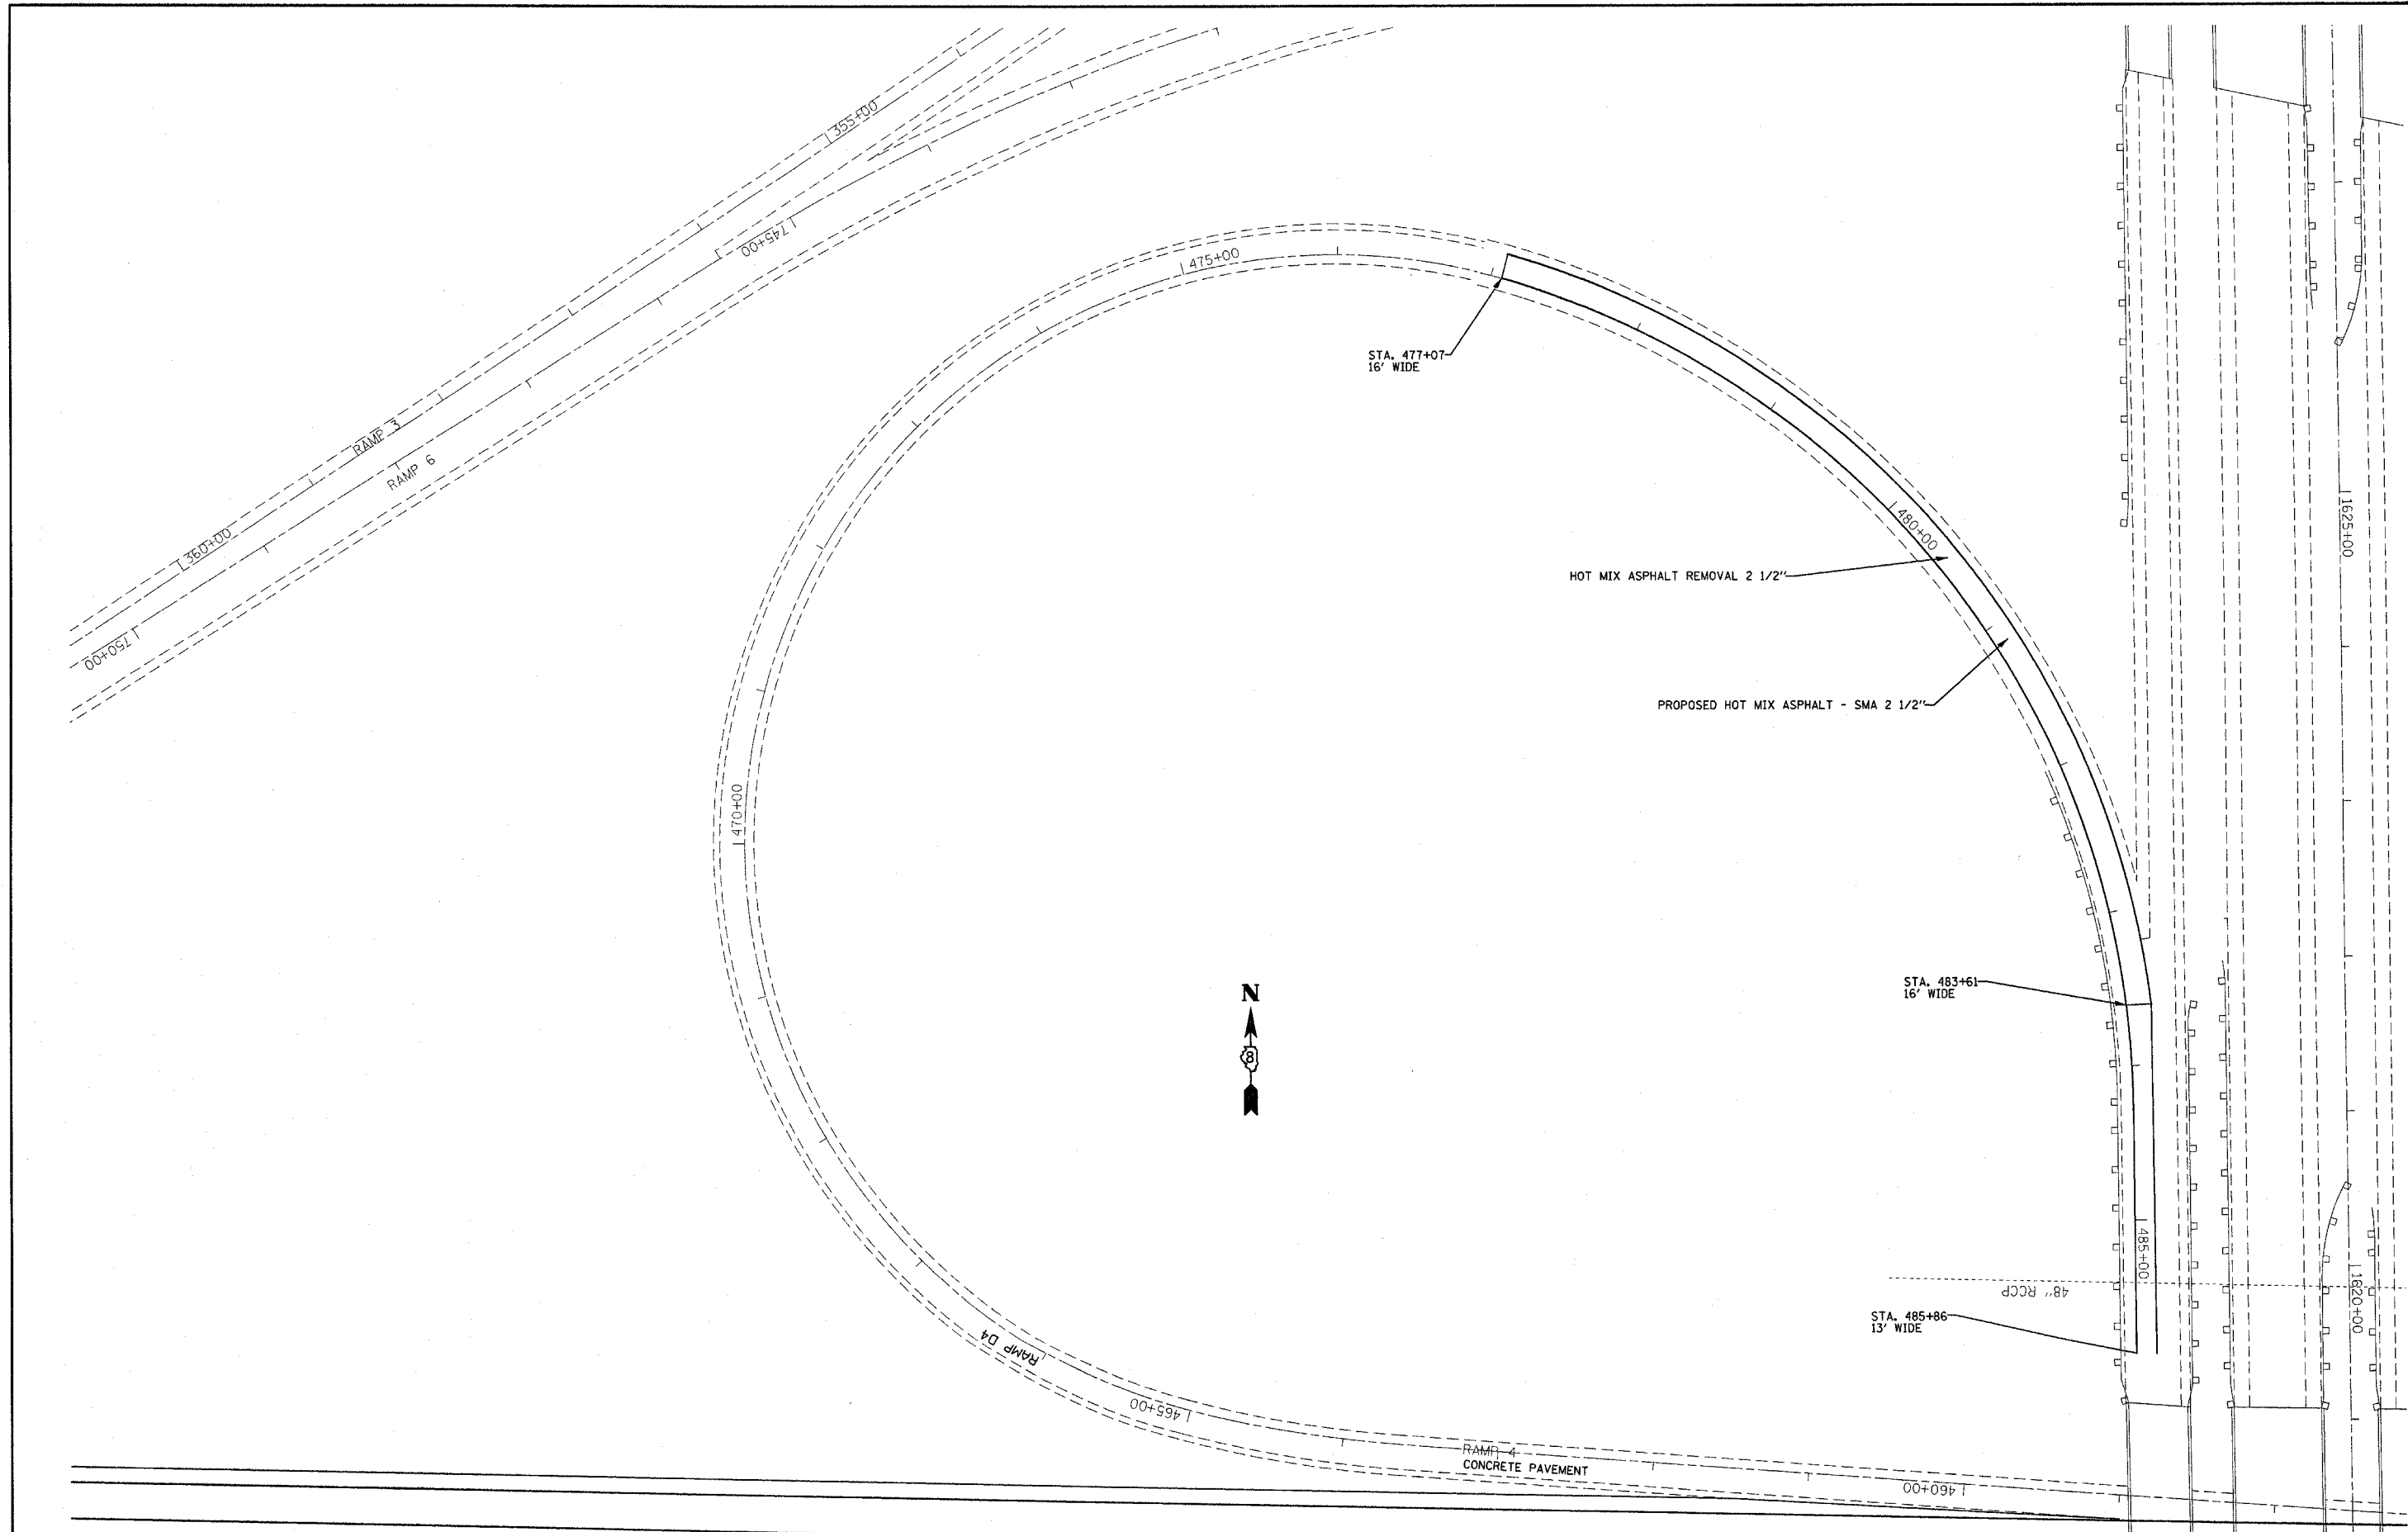 355+00
745+00
475+00
STA. 477+07
16' WIDE
RAMP 3
RAMP 6
480+00
1625+00
360+00
HOT MIX ASPHALT REMOVAL 2 1/2"
750+00
PROPOSED HOT MIX ASPHALT - SMA 2 1/2"
470+00
N
8
STA. 483+61
16' WIDE
485+00
48" RCCP
1620+00
STA. 485+86
13' WIDE
RAMP D4
465+00
RAMP 4
CONCRETE PAVEMENT
460+00